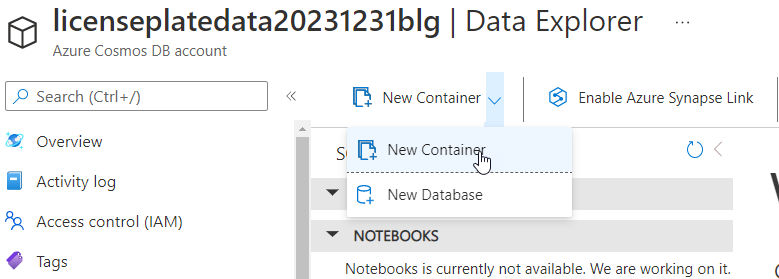 licenseplatedata20231231blg | Data Explorer ...
Azure Cosmos DB account
Search (Ctrl+/)
Overview
Activity log
Access control (IAM)
Tags
New Container
Enable Azure Synapse Link
New Container
New Database
NOTEBOOKS
Notebooks is currently not available. We are working on it.